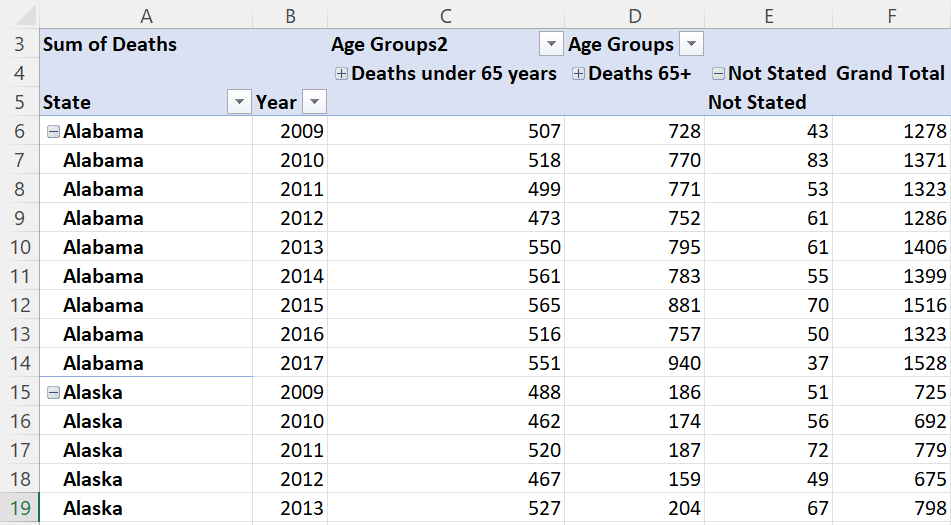 A B C D E F
3 Sum of Deaths Age Groups2 Age Groups
4 Deaths under 65 years Deaths 65+ Not Stated Grand Total
5 State Year Not Stated
6 Alabama 2009 507 728 43 1278
7 Alabama 2010 518 770 83 1371
8 Alabama 2011 499 771 53 1323
9 Alabama 2012 473 752 61 1286
10 Alabama 2013 550 795 61 1406
11 Alabama 2014 561 783 55 1399
12 Alabama 2015 565 881 70 1516
13 Alabama 2016 516 757 50 1323
14 Alabama 2017 551 940 37 1528
15 Alaska 2009 488 186 51 725
16 Alaska 2010 462 174 56 692
17 Alaska 2011 520 187 72 779
18 Alaska 2012 467 159 49 675
19 Alaska 2013 527 204 67 798